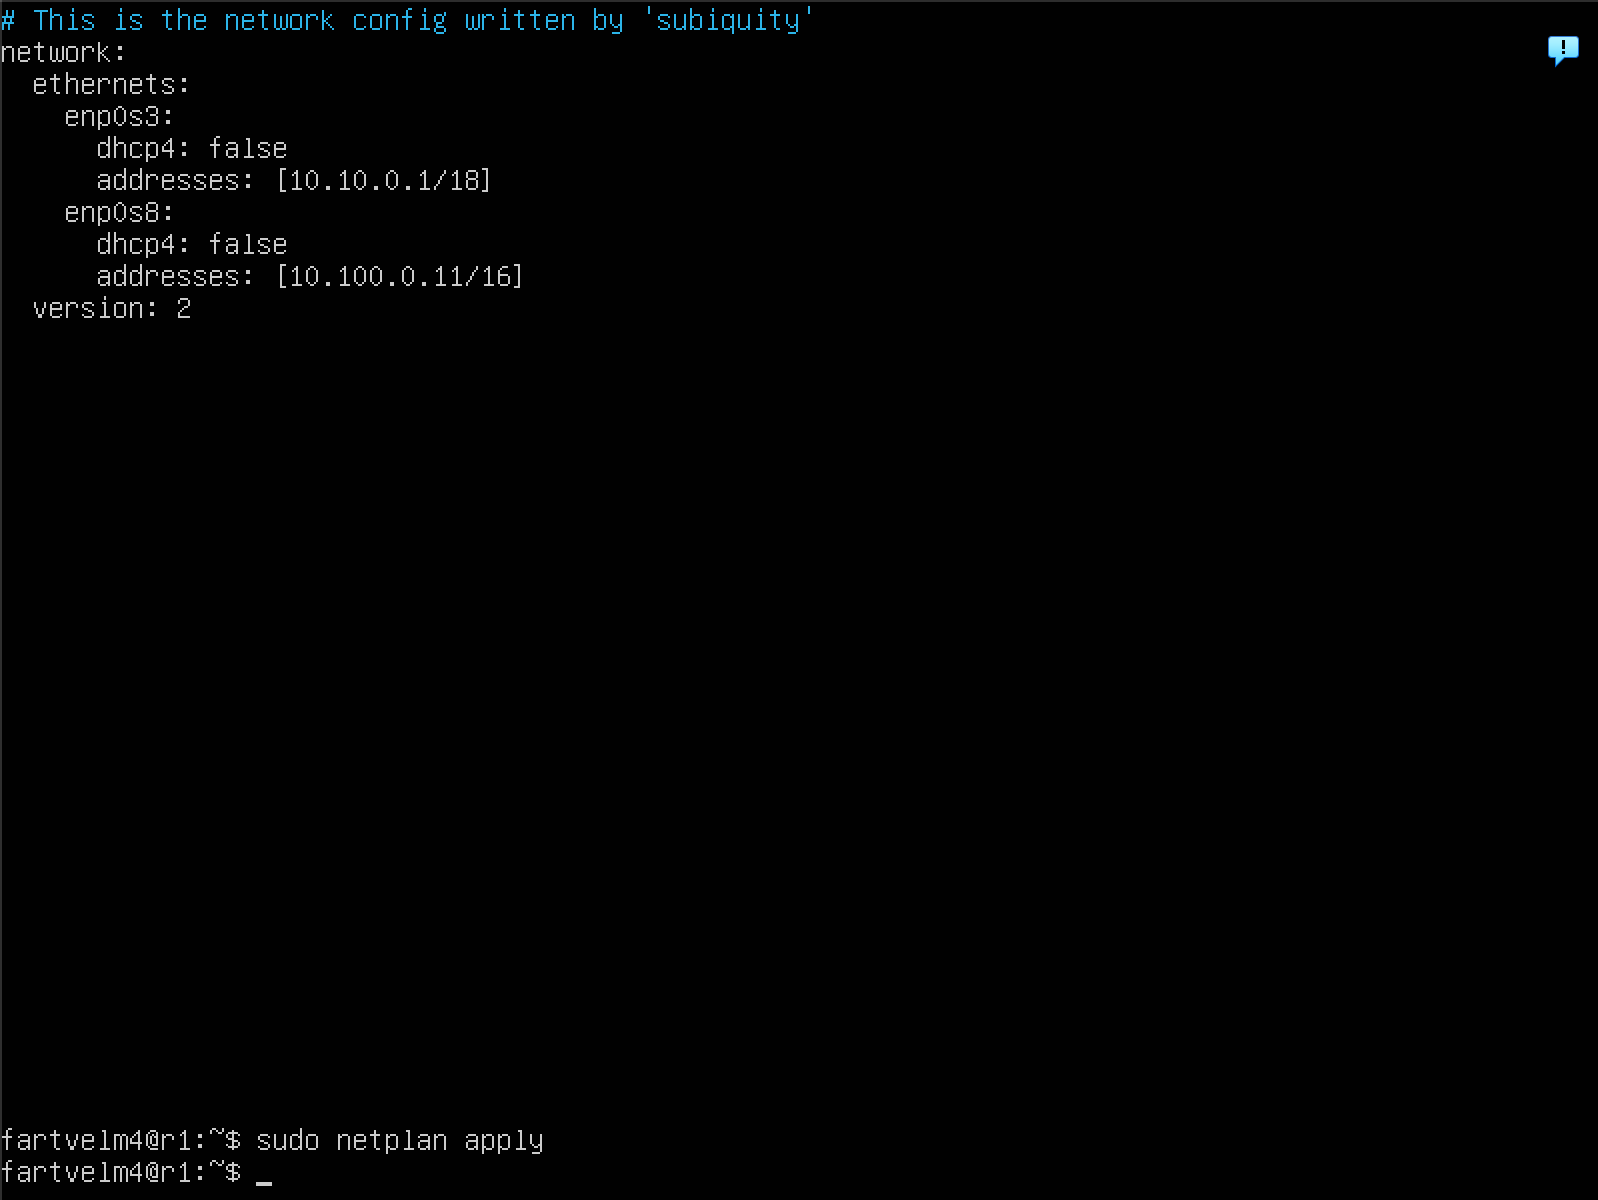 # This is the network config written by 'subiquity'
network:
  ethernets:
    enp0s3:
      dhcp4: false
      addresses: [10.10.0.1/18]
    enp0s8:
      dhcp4: false
      addresses: [10.100.0.11/16]
  version: 2
fartvelm4@r1:~$ sudo netplan apply
fartvelm4@r1:~$ _